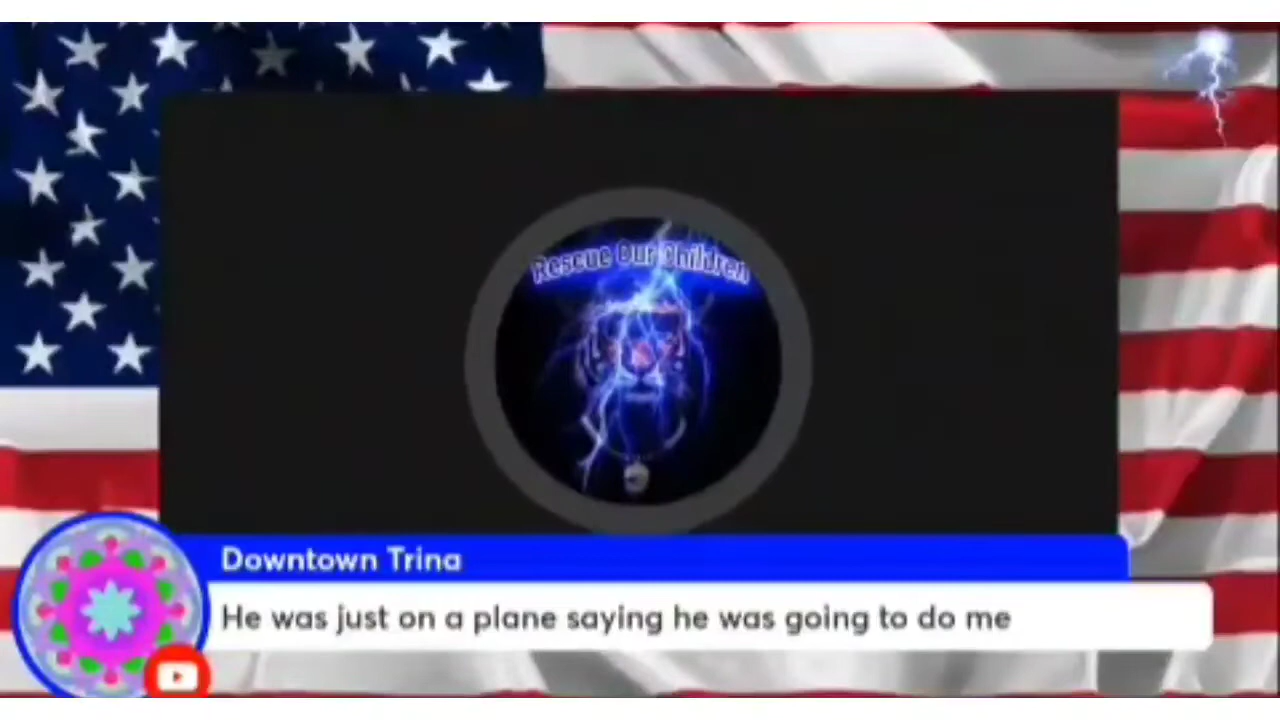 Rescue Our Children
Downtown Trina
He was just on a plane saying he was going to do me